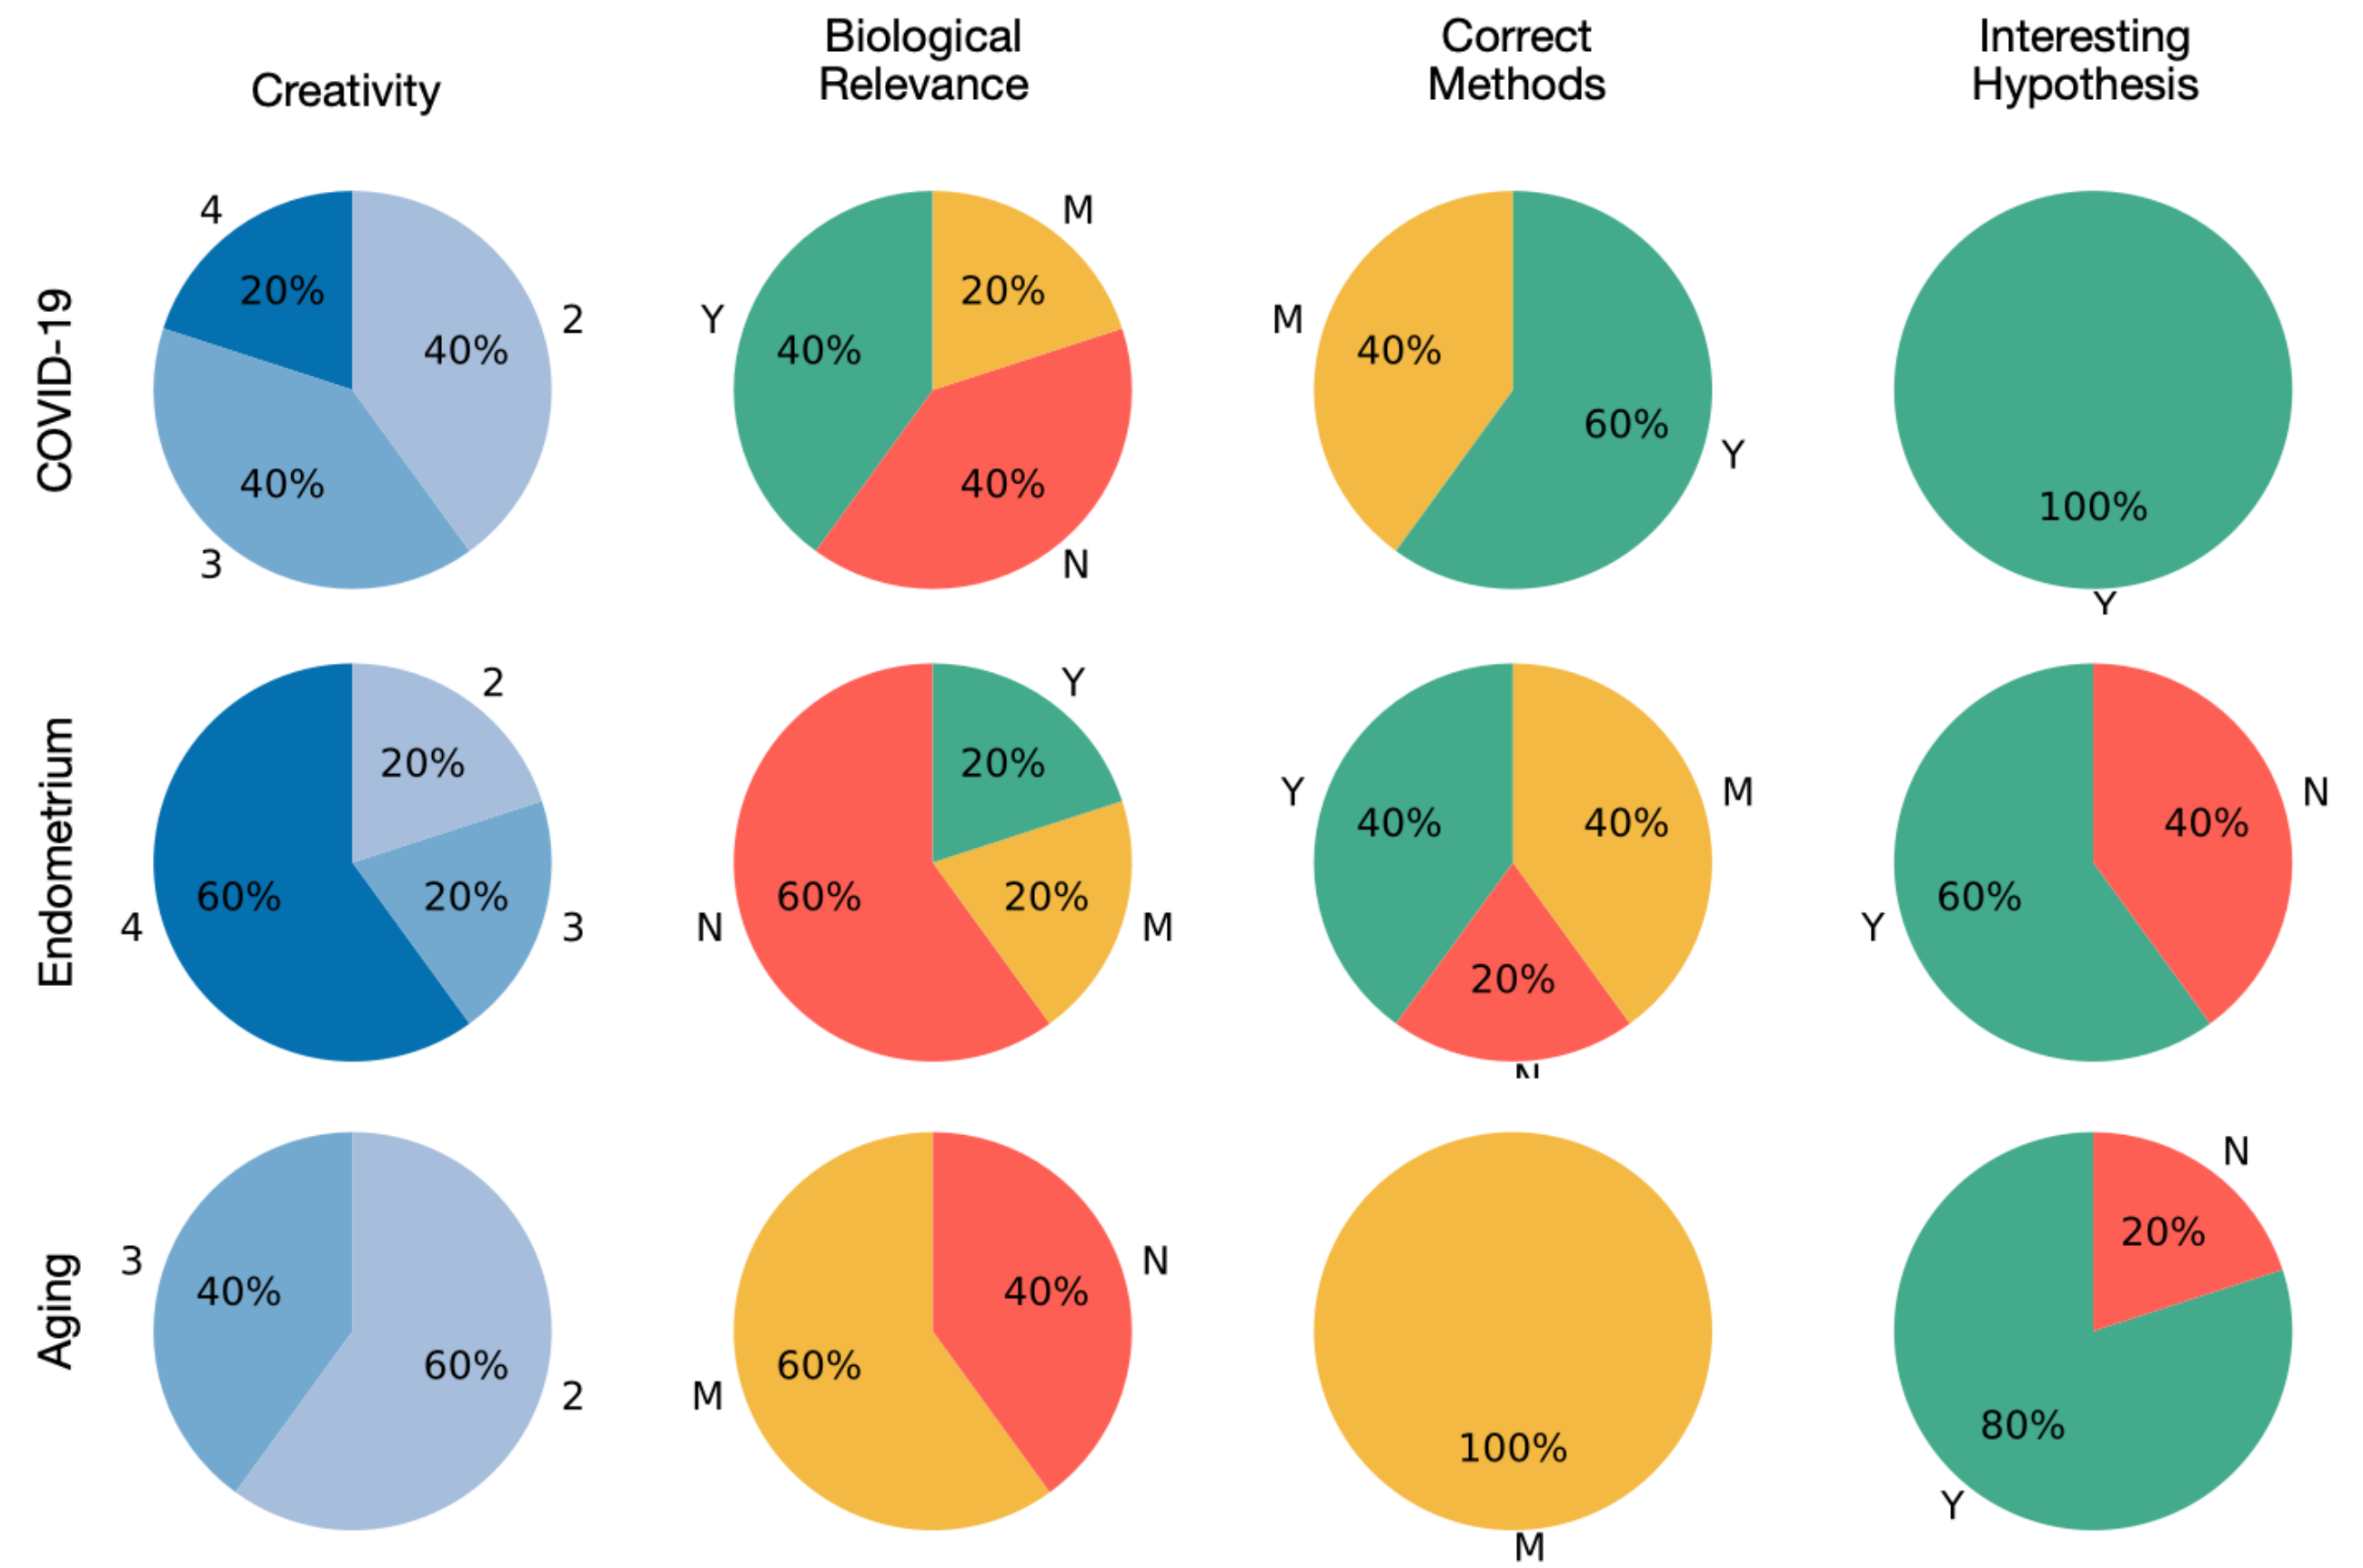 Creativity
Biological
Relevance
Correct
Methods
Interesting
Hypothesis
COVID-19
4
20%
40%
2
40%
3
M
20%
Y
40%
40%
N
M
40%
60%
Y
100%
Y
Endometrium
2
20%
60%
20%
4
3
Y
20%
60%
20%
N
M
Y
40%
40%
M
20%
N
40%
N
60%
Y
Aging
3
40%
60%
2
N
40%
60%
M
100%
M
N
20%
80%
Y